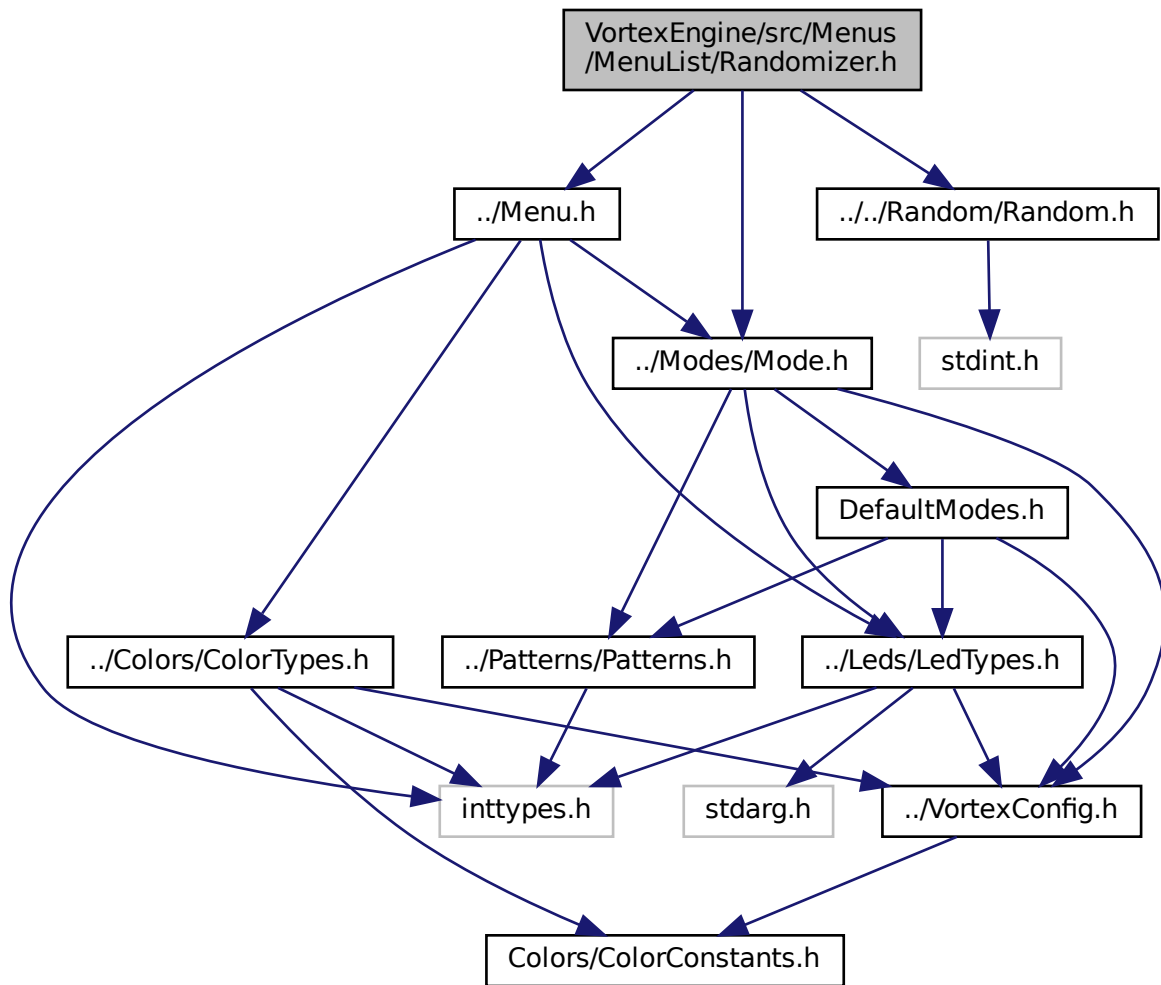 VortexEngine/src/Menus
/MenuList/Randomizer.h
../Menu.h
../../Random/Random.h
../Modes/Mode.h
stdint.h
DefaultModes.h
../Colors/ColorTypes.h
../Patterns/Patterns.h
../Leds/LedTypes.h
inttypes.h
stdarg.h
../VortexConfig.h
Colors/ColorConstants.h